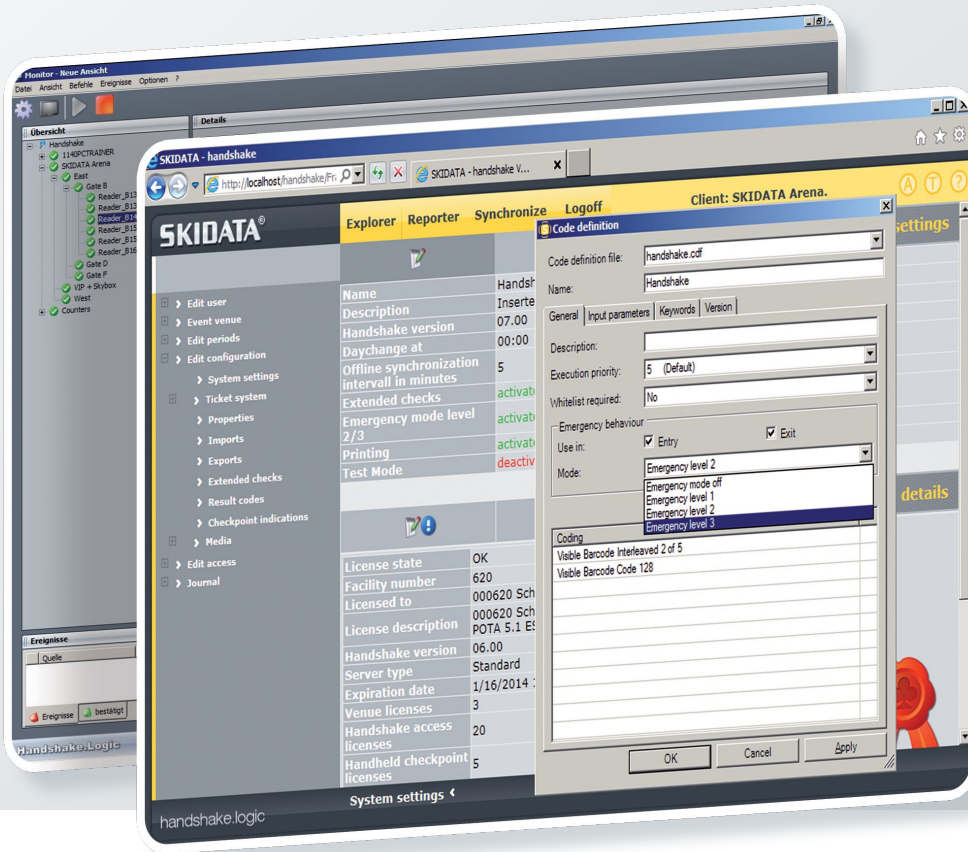 Monitor - Neue Ansicht
Datei Ansicht Befehle Ereignisse Optionen ?
Übersicht
Details
Handshake
1140PCTRAINER
SKIDATA Arena
East
Gate B
Reader_B13
Reader_B13
Reader_B14
Reader_B15
Reader_B15
Reader_B16
Gate D
Gate F
VIP + Skybox
West
Counters
Ereignisse
Quelle
Ereignisse
bestätigt
Handshake.Logic
SKIDATA - handshake
http://localhost/handshake/Fr
SKIDATA - handshake V...
X
SKIDATA®
Explorer Reporter Synchronize Logoff
Client: SKIDATA Arena.
A T ?
settings
Edit user
Event venue
Edit periods
Edit configuration
System settings
Ticket system
Properties
Imports
Exports
Extended checks
Result codes
Checkpoint indications
Media
Edit access
Journal
Name Handsh
Description Inserte
Handshake version 07.00
Daychange at 00:00
Offline synchronization
intervall in minutes 5
Extended checks activat
Emergency mode level
2/3 activat
Printing activat
Test Mode deactiv
details
License state OK
Facility number 620
Licensed to 000620 Sch
License description 000620 Sch
POTA 5.1 ES
Handshake version 06.00
Server type Standard
Expiration date 1/16/2014
Venue licenses 3
Handshake access
licenses 20
Handheld checkpoint
licenses 5
System settings
handshake.logic
Code definition
Code definition file: handshake.cdf
Name: Handshake
General Input parameters Keywords Version
Description:
Execution priority: 5 (Default)
Whitelist required: No
Emergency behaviour
Use in: Entry Exit
Mode: Emergency level 2
Emergency mode off
Emergency level 1
Emergency level 2
Emergency level 3
Coding
Visible Barcode Interleaved 2 of 5
Visible Barcode Code 128
OK Cancel Apply